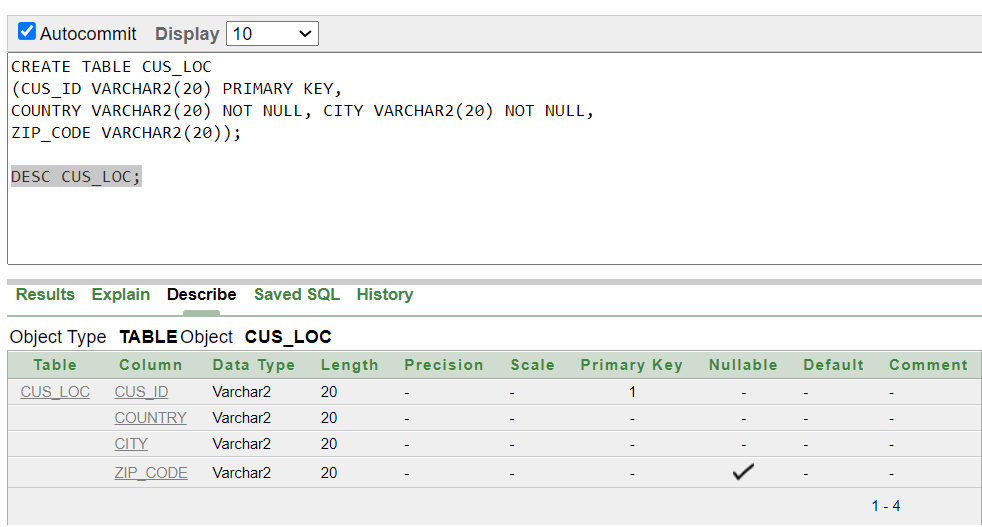 Autocommit Display 10
CREATE TABLE CUS_LOC
(CUS_ID VARCHAR2(20) PRIMARY KEY,
COUNTRY VARCHAR2(20) NOT NULL, CITY VARCHAR2(20) NOT NULL,
ZIP_CODE VARCHAR2(20));
DESC CUS_LOC;
Results Explain Describe Saved SQL History
Object Type TABLE Object CUS_LOC
Table Column Data Type Length Precision Scale Primary Key Nullable Default Comment
CUS_LOC CUS_ID Varchar2 20 - - 1 - - -
COUNTRY Varchar2 20 - - - - - -
CITY Varchar2 20 - - - - - -
ZIP_CODE Varchar2 20 - - - - -
1 - 4